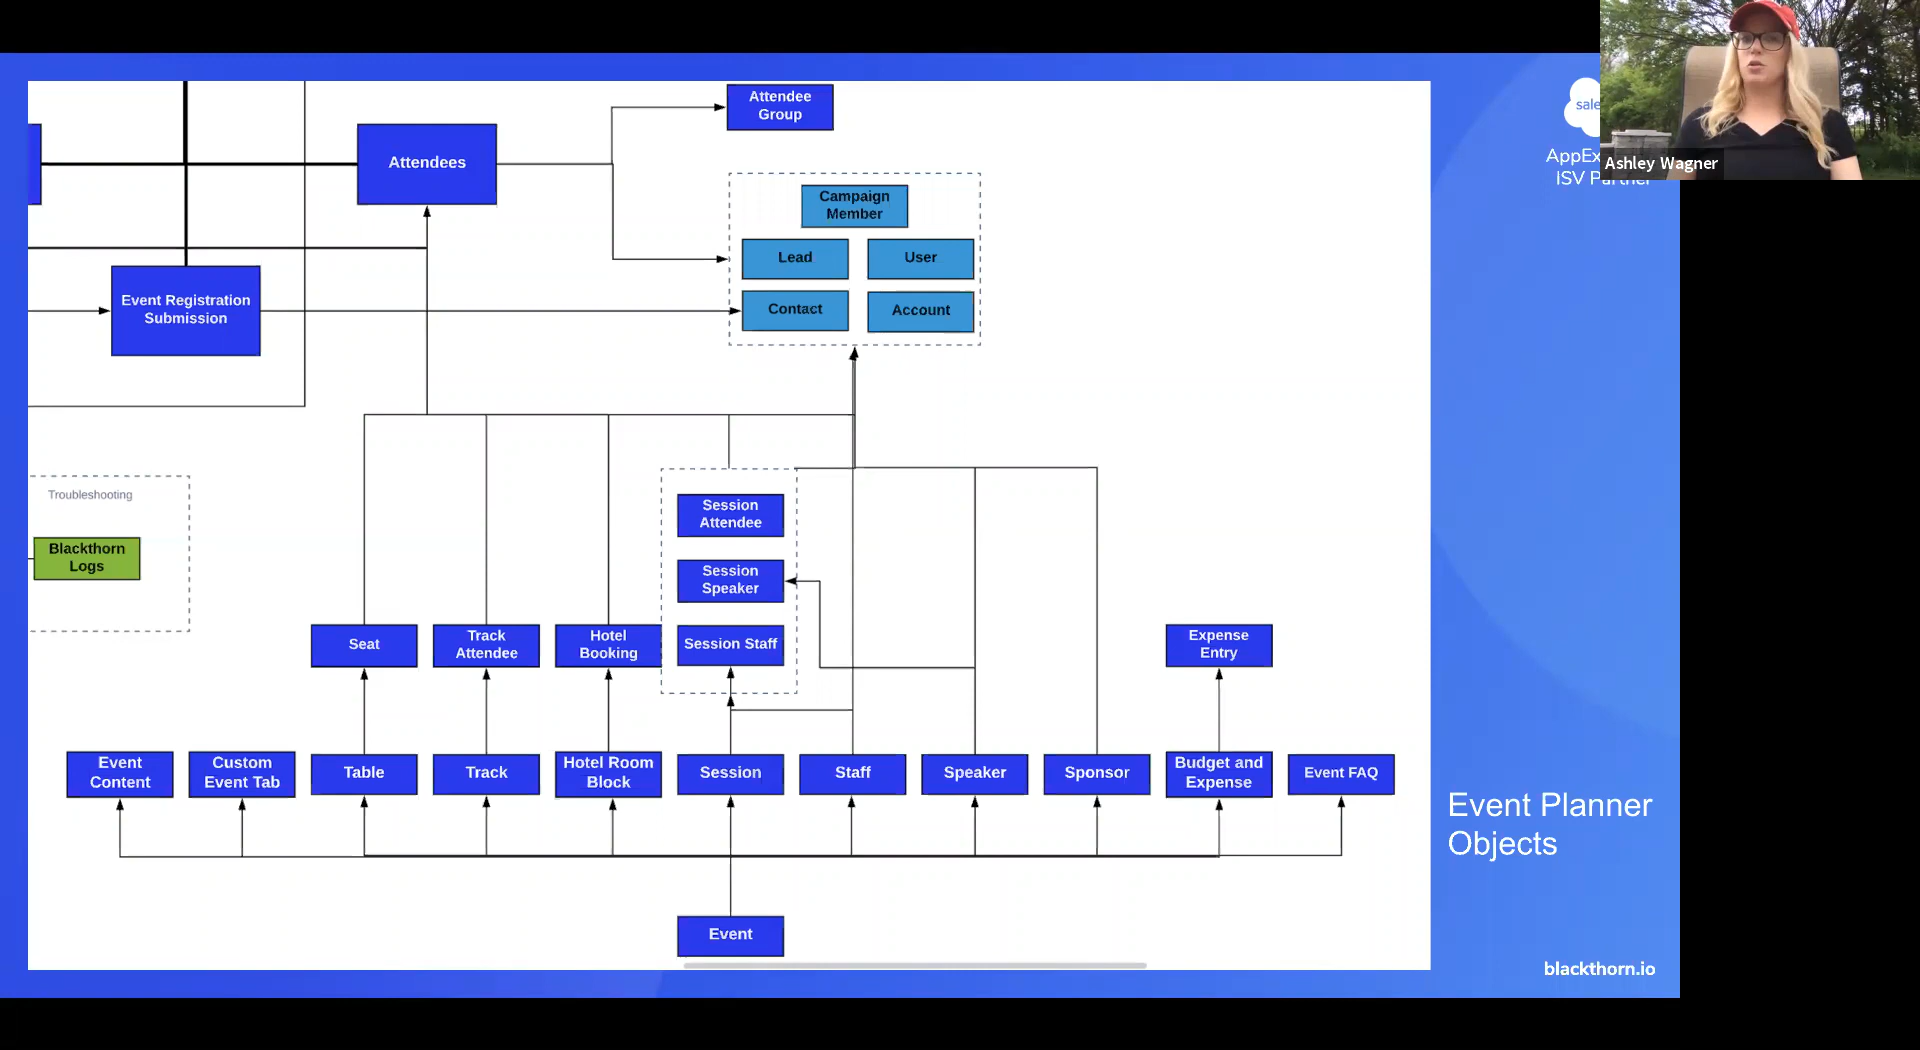 Attendee
Group
Attendees
Campaign
Member
Lead
User
Contact
Account
Event Registration
Submission
Troubleshooting
Blackthorn
Logs
Session
Attendee
Session
Speaker
Session Staff
Seat
Track
Attendee
Hotel
Booking
Expense
Entry
Event
Content
Custom
Event Tab
Table
Track
Hotel Room
Block
Session
Staff
Speaker
Sponsor
Budget and
Expense
Event FAQ
Event
sale
AppEx
ISV Partner
Ashley Wagner
Event Planner
Objects
blackthorn.io